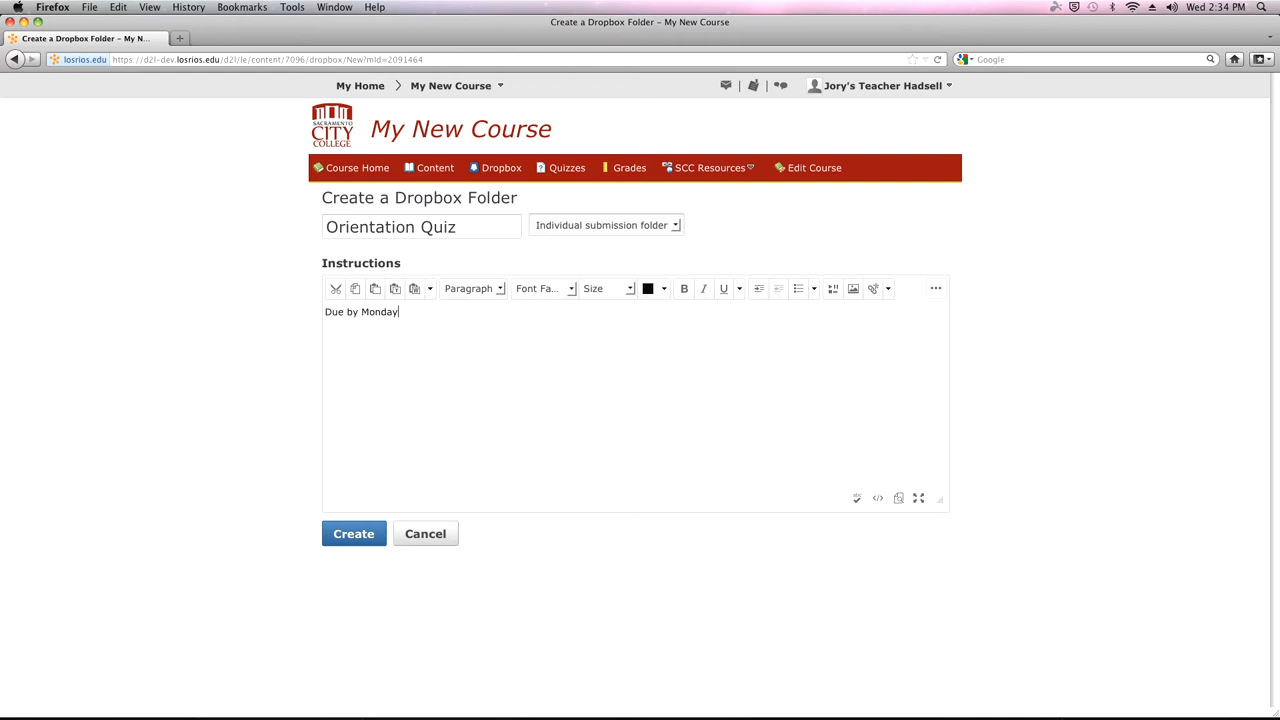 Firefox File Edit View History Bookmarks Tools Window Help Wed 2:34 PM
Create a Dropbox Folder – My New Course
Create a Dropbox Folder – My N...
losrios.edu https://d2l-dev.losrios.edu/d2l/le/content/7096/dropbox/New?mId=2091464 Google
My Home My New Course Jory's Teacher Hadsell
SACRAMENTO
CITY
COLLEGE
My New Course
Course Home Content Dropbox Quizzes Grades SCC Resources Edit Course
Create a Dropbox Folder
Orientation Quiz Individual submission folder
Instructions
Paragraph Font Fa... Size B I U
Due by Monday
abc
Create Cancel